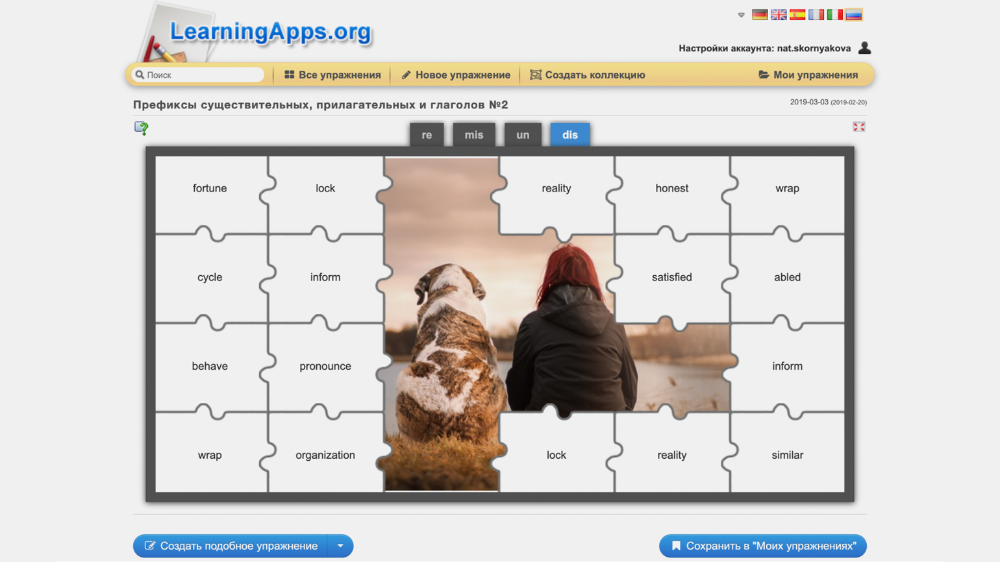 LearningApps.org
Настройки аккаунта: nat.skornyakova
Поиск
Все упражнения
Новое упражнение
Создать коллекцию
Мои упражнения
Префиксы существительных, прилагательных и глаголов №2
2019-03-03 (2019-02-20)
re mis un dis
fortune lock reality honest wrap
cycle inform satisfied abled
behave pronounce inform
wrap organization lock reality similar
Создать подобное упражнение
Сохранить в "Моих упражнениях"